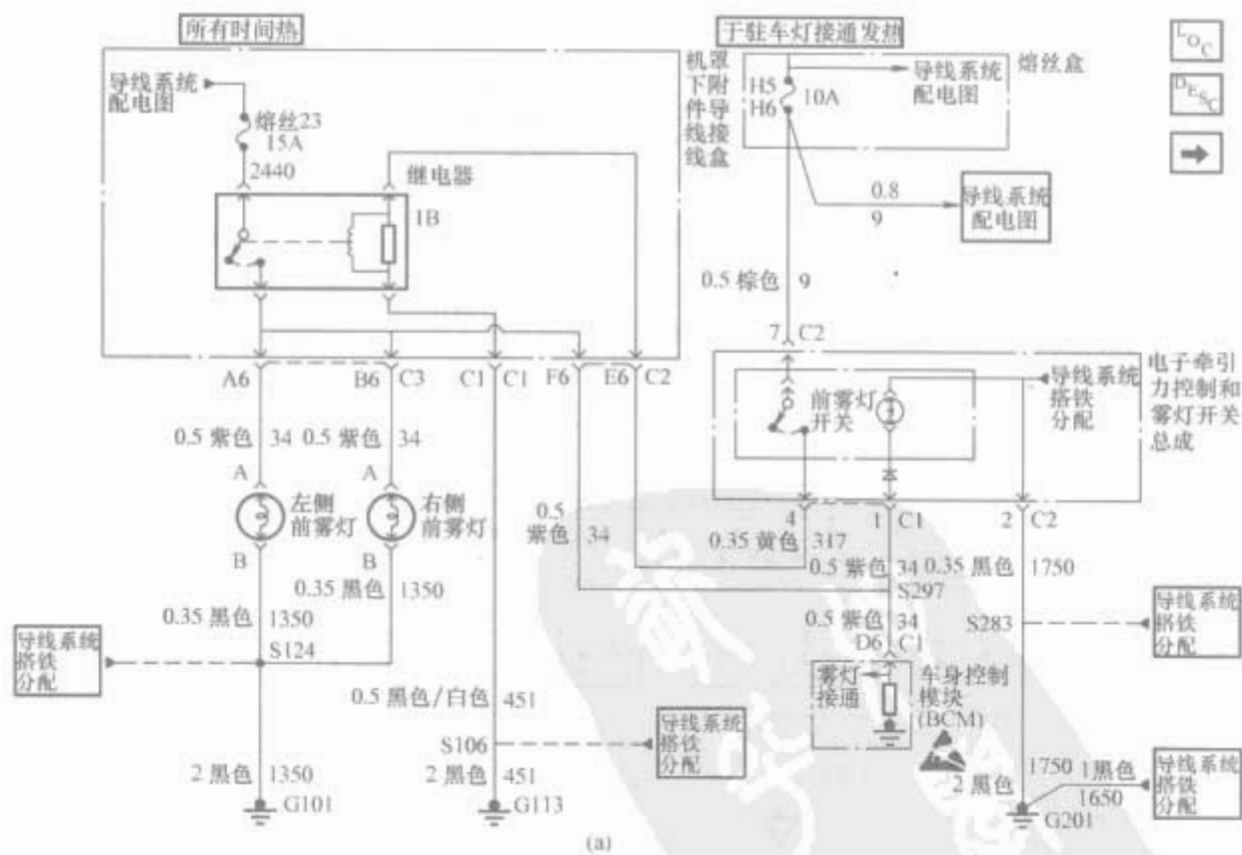 所有时间热
于驻车灯接通发热
LOC
DESC
导线系统
配电图
熔丝23
15A
2440
继电器
1B
机罩
下附
件导
线接
线盒
H5
H6
10A
导线系统
配电图
熔丝盒
0.8
9
导线系统
配电图
0.5 棕色 9
7 C2
前雾灯
开关
导线系统
搭铁
分配
电子牵引
力控制和
雾灯开关
总成
A6 B6 C3 C1 C1 F6 E6 C2
0.5 紫色 34 0.5 紫色 34
A A
左侧
前雾灯
右侧
前雾灯
B B
0.5
紫色 34
4 1 C1 2 C2
0.35 黄色 317
0.5 紫色 34 0.35 黑色 1750
S297
0.35 黑色 1350
0.35 黑色 1350
S124
导线系统
搭铁
分配
0.5 紫色 34
D6 C1
S283
导线系统
搭铁
分配
雾灯
接通
车身控制
模块
(BCM)
0.5 黑色/白色 451
S106
导线系统
搭铁
分配
2 黑色 1350
G101
2 黑色 451
G113
2 黑色 1750
1黑色
1650
G201
导线系统
搭铁
分配
(a)